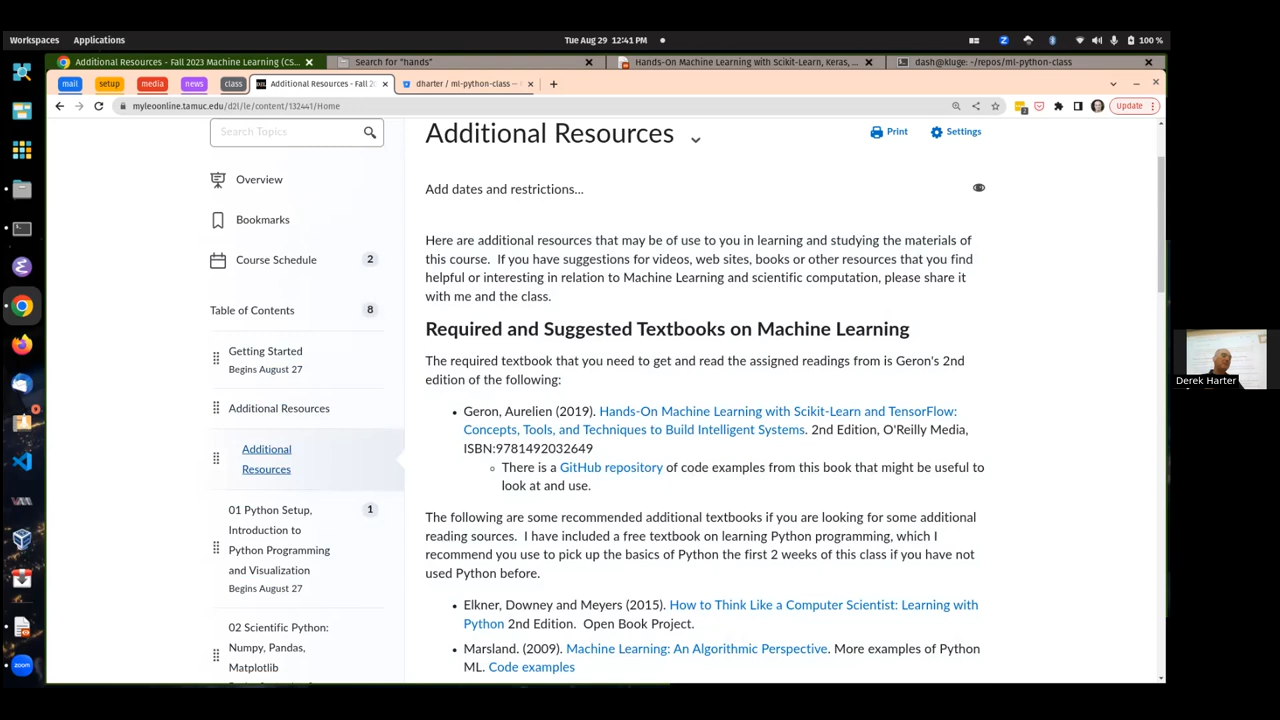 Workspaces Applications Tue Aug 29 12:41 PM 100 %
Additional Resources - Fall 2023 Machine Learning (CS... Search for "hands" Hands-On Machine Learning with Scikit-Learn, Keras, ... dash@kluge: ~/repos/ml-python-class
mail setup media news class Additional Resources - Fall 20 dharter / ml-python-class —
myleoonline.tamuc.edu/d2l/le/content/132441/Home Update
Search Topics
Overview
Bookmarks
Course Schedule 2
Table of Contents 8
Getting Started
Begins August 27
Additional Resources
Additional
Resources
01 Python Setup, 1
Introduction to
Python Programming
and Visualization
Begins August 27
02 Scientific Python:
Numpy, Pandas,
Matplotlib
Additional Resources Print Settings
Add dates and restrictions...
Here are additional resources that may be of use to you in learning and studying the materials of
this course. If you have suggestions for videos, web sites, books or other resources that you find
helpful or interesting in relation to Machine Learning and scientific computation, please share it
with me and the class.
Required and Suggested Textbooks on Machine Learning
The required textbook that you need to get and read the assigned readings from is Geron's 2nd
edition of the following:
• Geron, Aurelien (2019). Hands-On Machine Learning with Scikit-Learn and TensorFlow:
Concepts, Tools, and Techniques to Build Intelligent Systems. 2nd Edition, O'Reilly Media,
ISBN:9781492032649
○ There is a GitHub repository of code examples from this book that might be useful to
look at and use.
The following are some recommended additional textbooks if you are looking for some additional
reading sources. I have included a free textbook on learning Python programming, which I
recommend you use to pick up the basics of Python the first 2 weeks of this class if you have not
used Python before.
• Elkner, Downey and Meyers (2015). How to Think Like a Computer Scientist: Learning with
Python 2nd Edition. Open Book Project.
• Marsland. (2009). Machine Learning: An Algorithmic Perspective. More examples of Python
ML. Code examples
Derek Harter
zoom